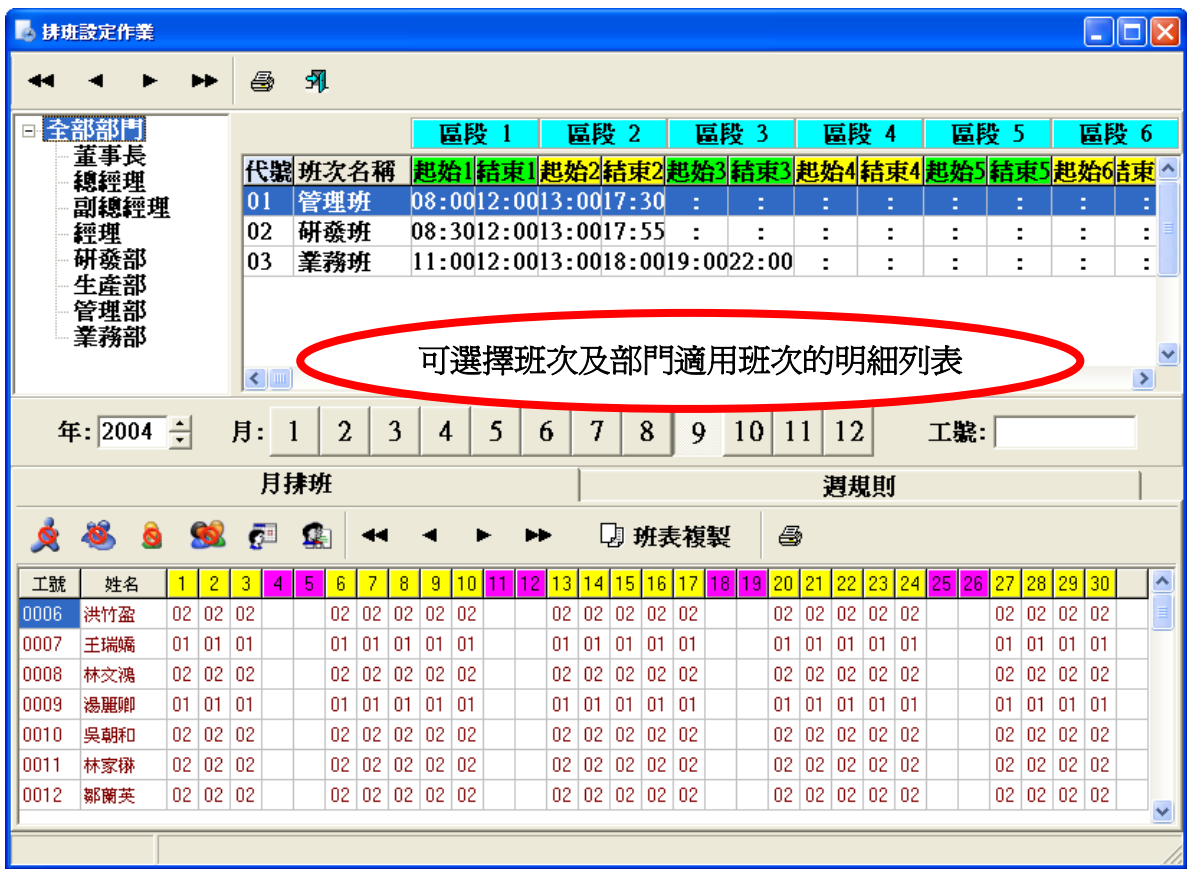 排班設定作業
全部部門
董事長
總經理
副總經理
經理
研發部
生產部
管理部
業務部
區段 1 區段 2 區段 3 區段 4 區段 5 區段 6
代號 班次名稱 起始1 結束1 起始2 結束2 起始3 結束3 起始4 結束4 起始5 結束5 起始6 結束
01 管理班 08:00 12:00 13:00 17:30 : : : : : : : :
02 研發班 08:30 12:00 13:00 17:55 : : : : : : : :
03 業務班 11:00 12:00 13:00 18:00 19:00 22:00 : : : : : :
可選擇班次及部門適用班次的明細列表
年: 2004 月: 1 2 3 4 5 6 7 8 9 10 11 12 工號:
月排班 週規則
班表複製
工號 姓名 1 2 3 4 5 6 7 8 9 10 11 12 13 14 15 16 17 18 19 20 21 22 23 24 25 26 27 28 29 30
0006 洪竹盈 02 02 02 02 02 02 02 02 02 02 02 02 02 02 02 02 02 02 02 02 02 02
0007 王瑞嬌 01 01 01 01 01 01 01 01 01 01 01 01 01 01 01 01 01 01 01 01 01 01
0008 林文鴻 02 02 02 02 02 02 02 02 02 02 02 02 02 02 02 02 02 02 02 02 02 02
0009 湯麗卿 01 01 01 01 01 01 01 01 01 01 01 01 01 01 01 01 01 01 01 01 01 01
0010 吳朝和 02 02 02 02 02 02 02 02 02 02 02 02 02 02 02 02 02 02 02 02 02 02
0011 林家 02 02 02 02 02 02 02 02 02 02 02 02 02 02 02 02 02 02 02 02 02 02
0012 鄒蘭英 02 02 02 02 02 02 02 02 02 02 02 02 02 02 02 02 02 02 02 02 02 02